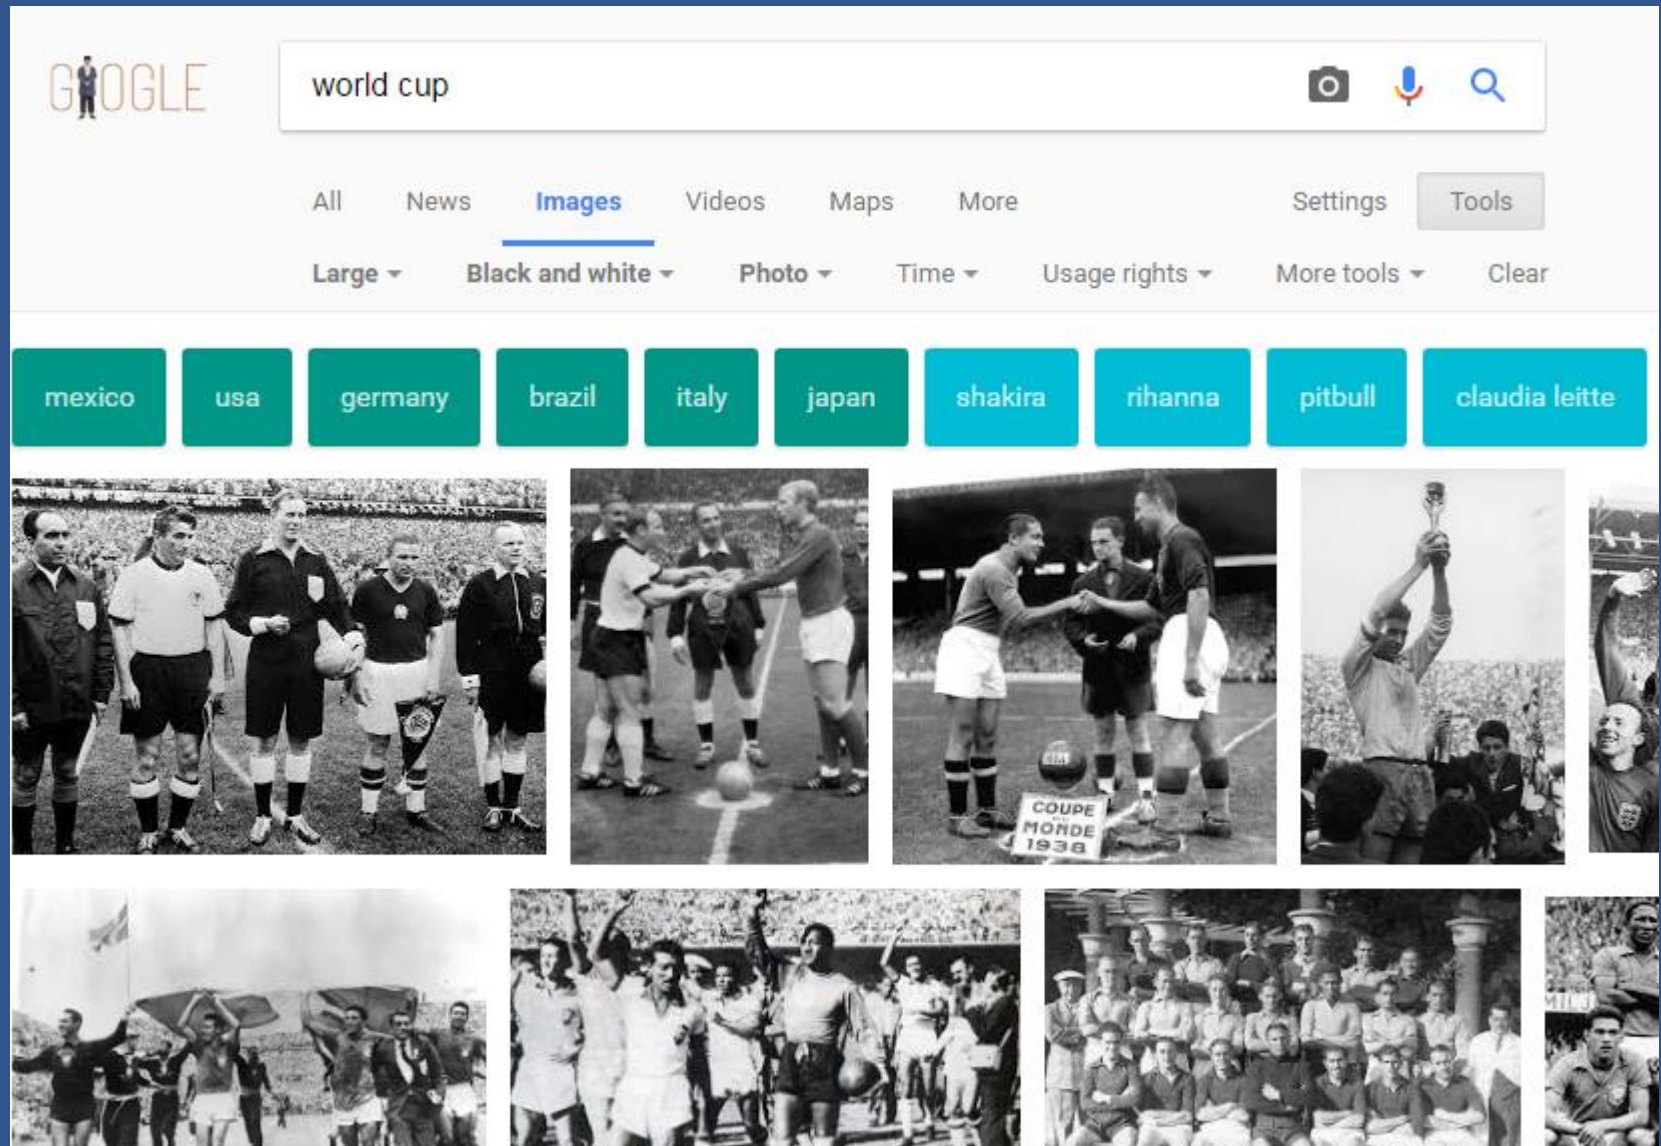 GOOGLE
world cup
All News Images Videos Maps More Settings Tools
Large Black and white Photo Time Usage rights More tools Clear
mexico usa germany brazil italy japan shakira rihanna pitbull claudia leitte
COUPE
DU
MONDE
1938